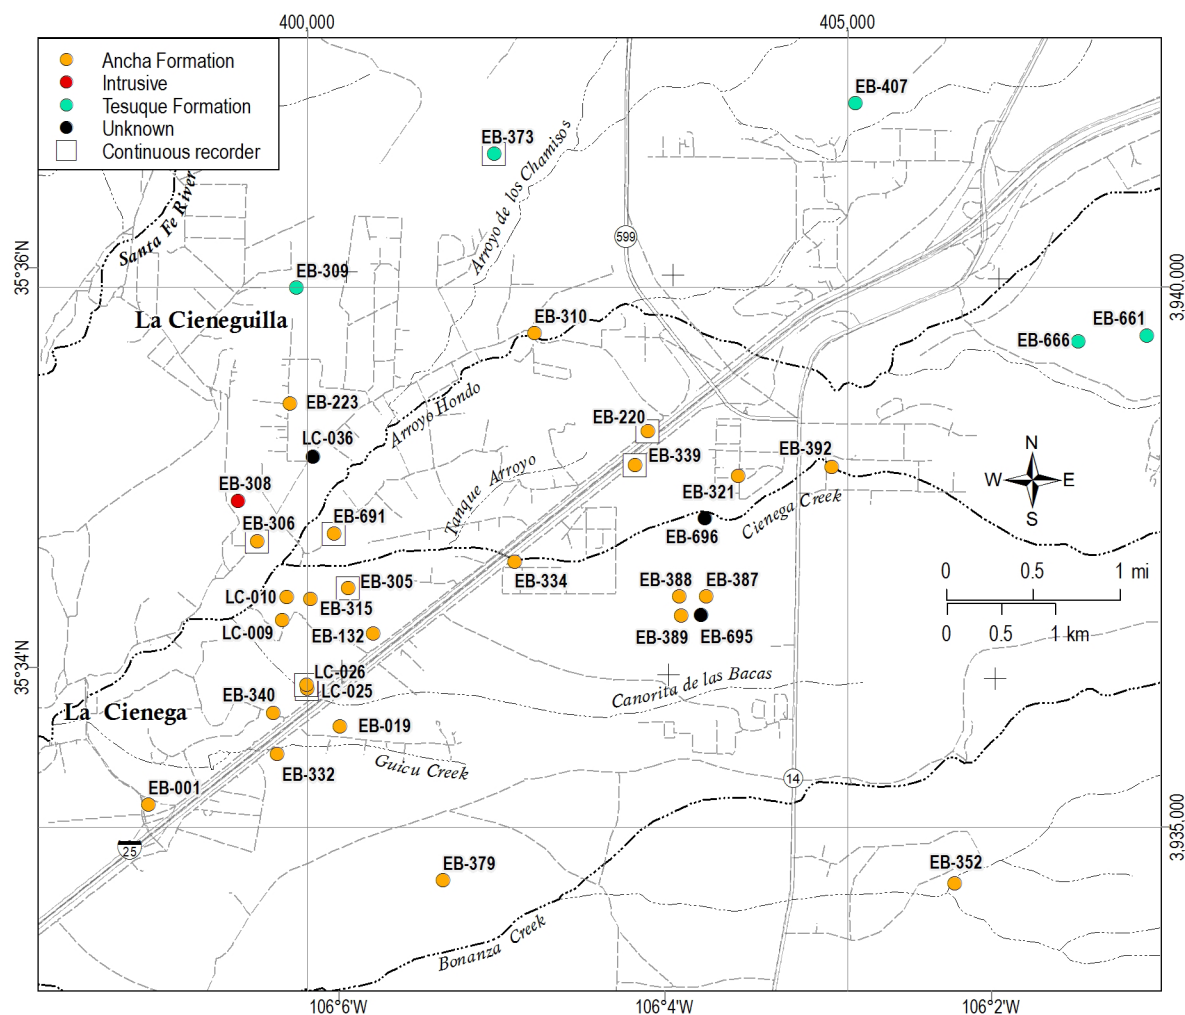 400,000
405,000
Ancha Formation
Intrusive
Tesuque Formation
Unknown
Continuous recorder
EB-407
EB-373
Arroyo de los Chamisos
Santa Fe River
599
35°36'N
EB-309
3,940,000
La Cieneguilla
EB-310
EB-661
EB-666
EB-223
Arroyo Hondo
EB-220
LC-036
EB-339
EB-392
N
W
E
S
EB-308
Tanque Arroyo
EB-321
Cienega Creek
EB-306
EB-691
EB-696
EB-334
EB-305
EB-388
EB-387
0 0.5 1 mi
0 0.5 1 km
LC-010
EB-315
LC-009
EB-132
EB-389
EB-695
35°34'N
LC-026
LC-025
Canorita de las Bacas
EB-340
La Cienega
EB-019
Guicu Creek
EB-332
14
EB-001
3,935,000
25
EB-379
EB-352
Bonanza Creek
106°6'W
106°4'W
106°2'W